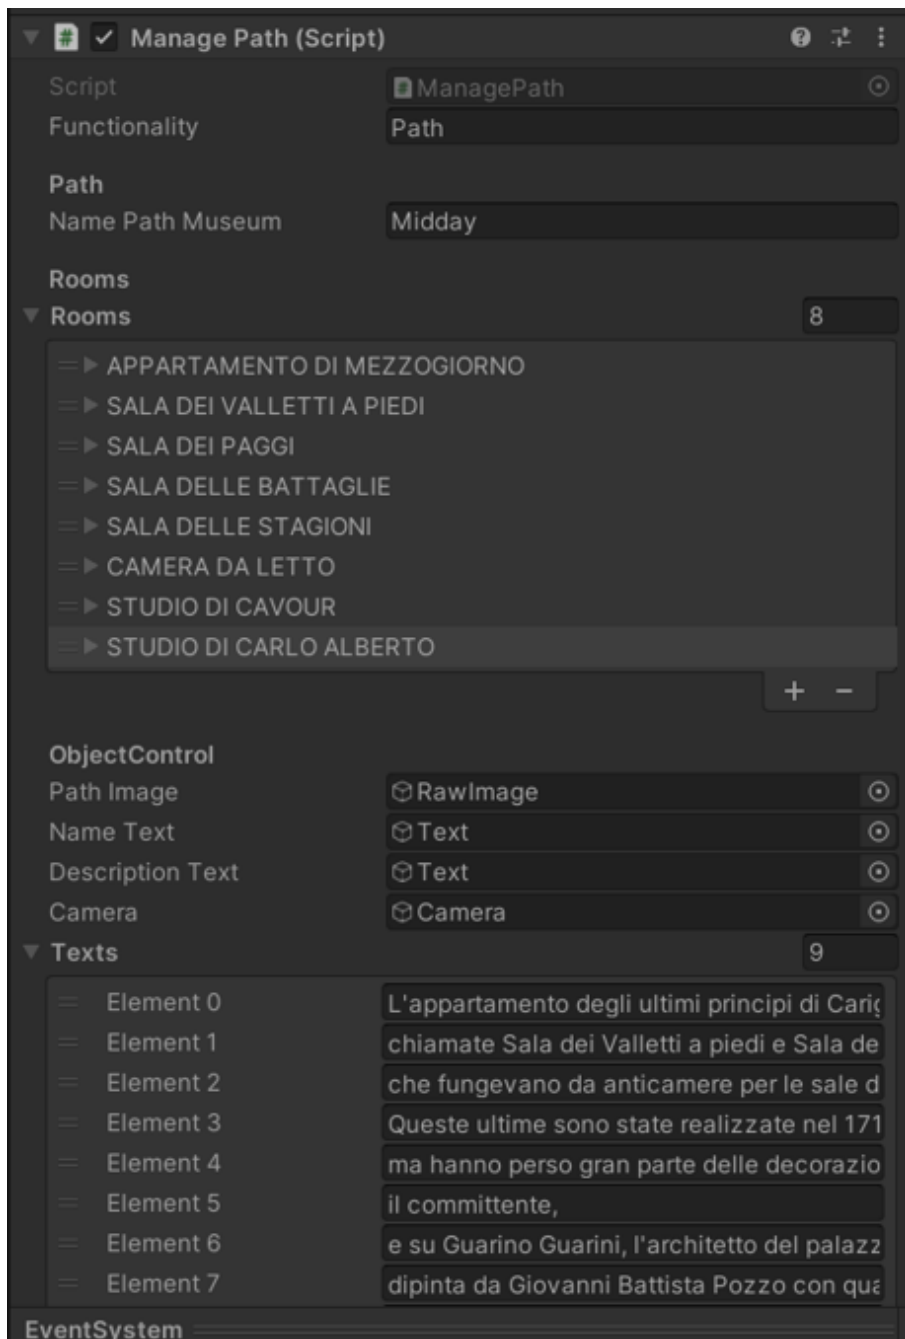 Manage Path (Script)
Script ManagePath
Functionality Path
Path
Name Path Museum Midday
Rooms
Rooms 8
APPARTAMENTO DI MEZZOGIORNO
SALA DEI VALLETTI A PIEDI
SALA DEI PAGGI
SALA DELLE BATTAGLIE
SALA DELLE STAGIONI
CAMERA DA LETTO
STUDIO DI CAVOUR
STUDIO DI CARLO ALBERTO
ObjectControl
Path Image RawImage
Name Text Text
Description Text Text
Camera Camera
Texts 9
Element 0 L'appartamento degli ultimi principi di Carig
Element 1 chiamate Sala dei Valletti a piedi e Sala de
Element 2 che fungevano da anticamere per le sale d
Element 3 Queste ultime sono state realizzate nel 171
Element 4 ma hanno perso gran parte delle decorazio
Element 5 il committente,
Element 6 e su Guarino Guarini, l'architetto del palazz
Element 7 dipinta da Giovanni Battista Pozzo con qua
EventSystem